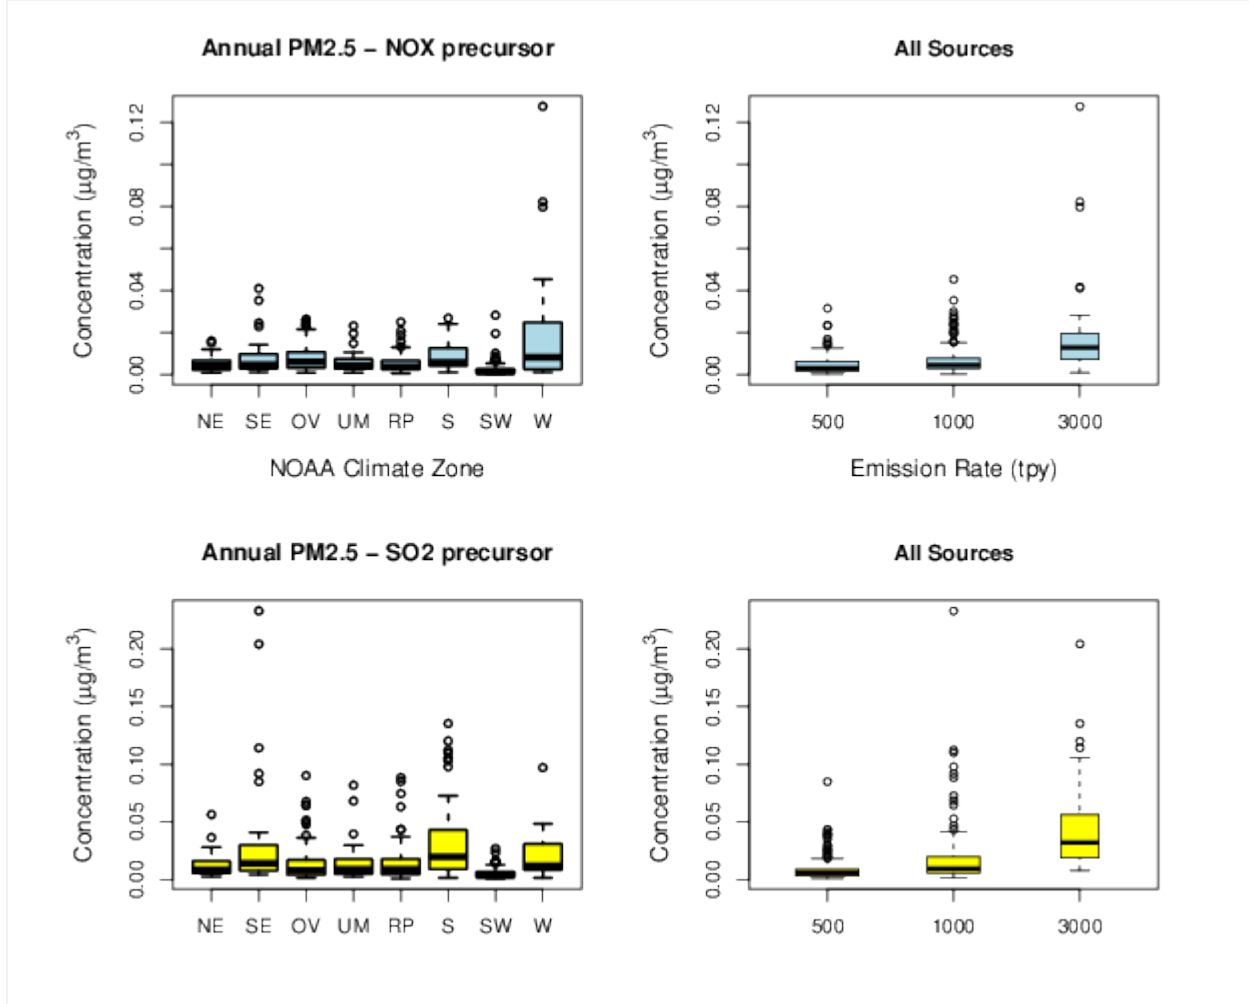 Annual PM2.5 – NOX precursor
Concentration (µg/m³)
0.12
0.08
0.04
0.00
NE SE OV UM RP S SW W
NOAA Climate Zone
All Sources
Concentration (µg/m³)
0.12
0.08
0.04
0.00
500 1000 3000
Emission Rate (tpy)
Annual PM2.5 – SO2 precursor
Concentration (µg/m³)
0.20
0.15
0.10
0.05
0.00
NE SE OV UM RP S SW W
All Sources
Concentration (µg/m³)
0.20
0.15
0.10
0.05
0.00
500 1000 3000